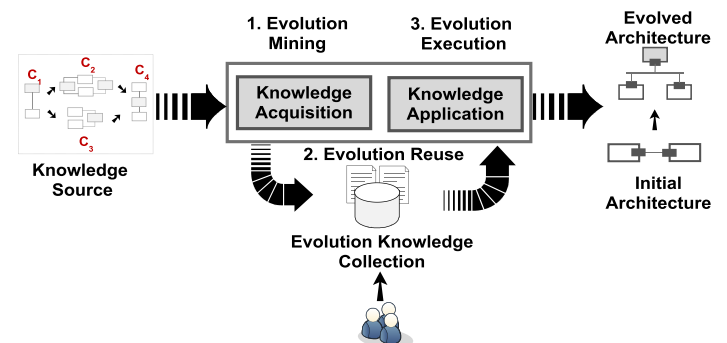 1. Evolution
Mining
3. Evolution
Execution
Evolved
Architecture
C1
C2
C4
C3
Knowledge
Acquisition
Knowledge
Application
Knowledge
Source
2. Evolution Reuse
Initial
Architecture
Evolution Knowledge
Collection